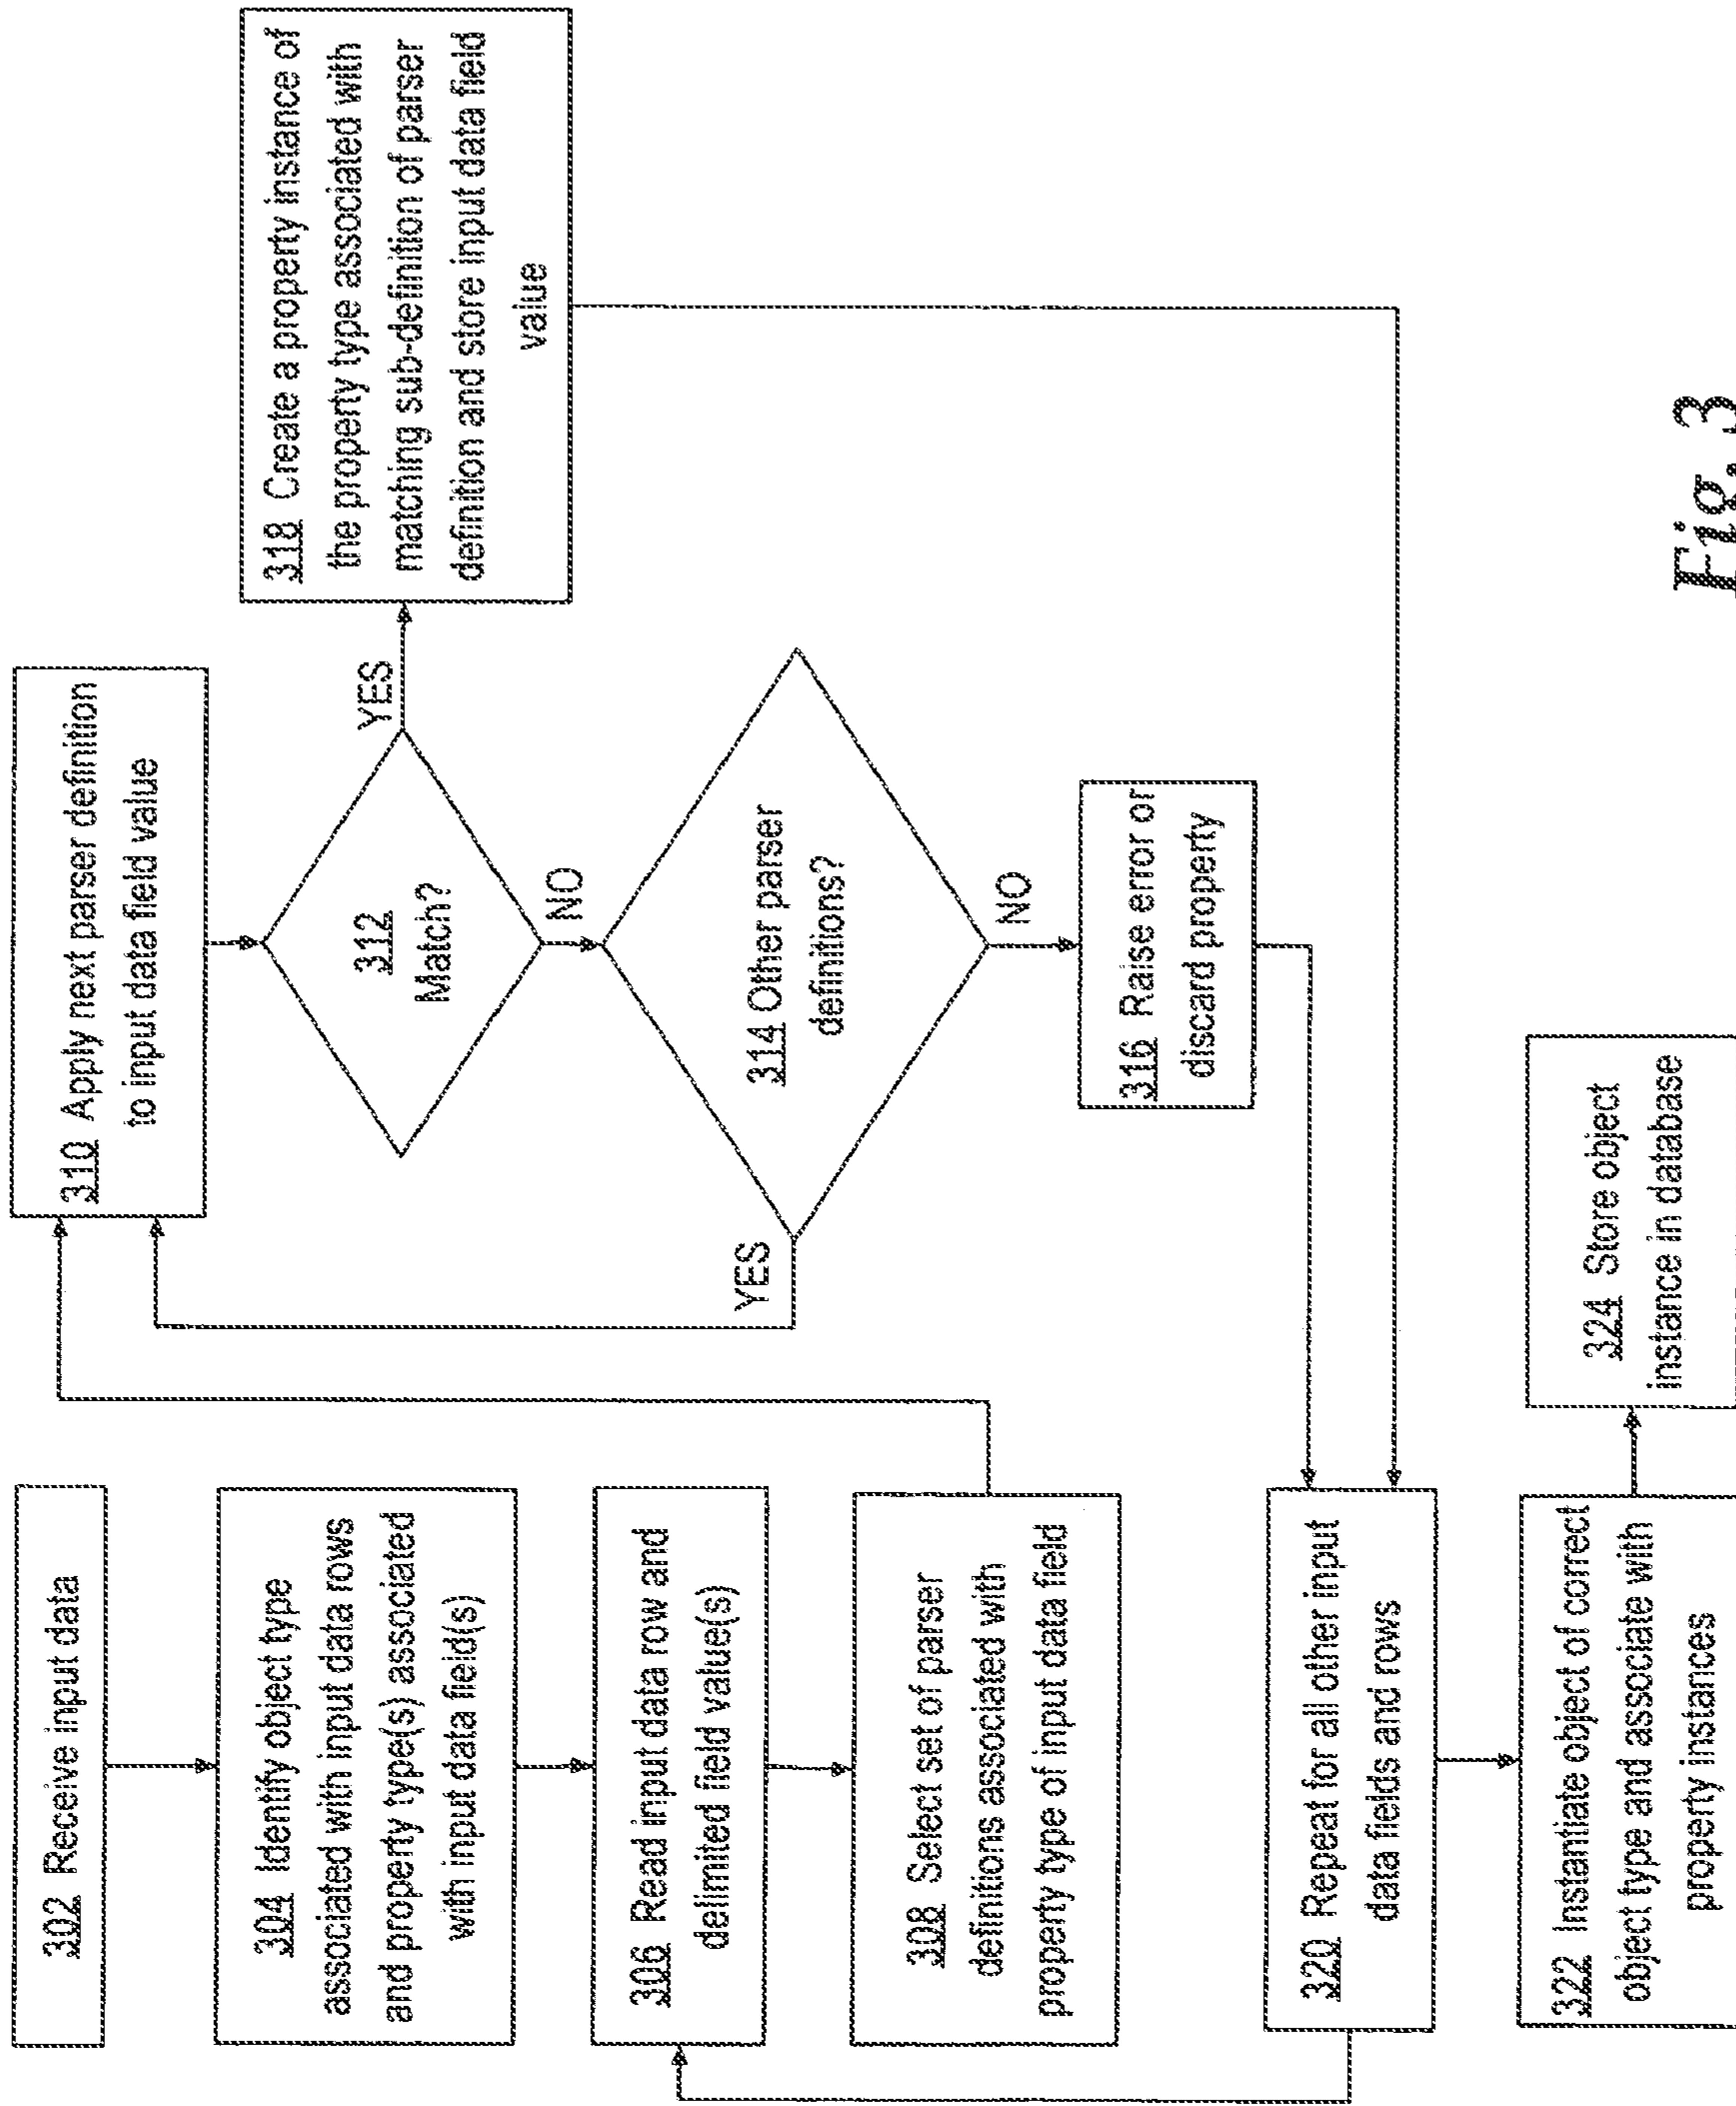 302 Receive input data
304 Identify object type
associated with input data rows
and property type(s) associated
with input data field(s)
306 Read input data row and
delimited field value(s)
308 Select set of parser
definitions associated with
property type of input data field
310 Apply next parser definition
to input data field value
312
Match?
YES
NO
314 Other parser
definitions?
YES
NO
316 Raise error or
discard property
318 Create a property instance of
the property type associated with
matching sub-definition of parser
definition and store input data field
value
320 Repeat for all other input
data fields and rows
322 Instantiate object of correct
object type and associate with
property instances
324 Store object
instance in database
Fig. 3